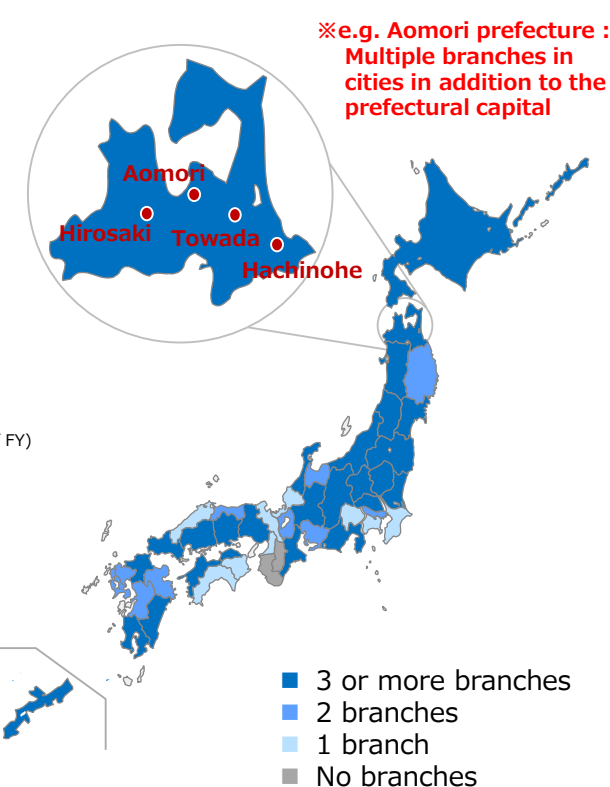 ※e.g. Aomori prefecture :
Multiple branches in
cities in addition to the
prefectural capital
Aomori
Hirosaki
Towada
Hachinohe
FY)
3 or more branches
2 branches
1 branch
No branches